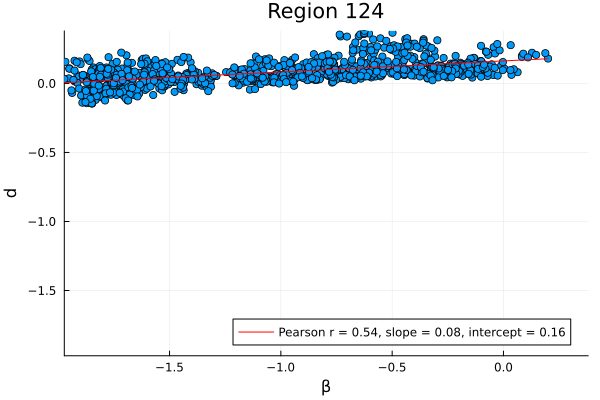 Region 124
d
0.0
−0.5
−1.0
−1.5
Pearson r = 0.54, slope = 0.08, intercept = 0.16
−1.5 −1.0 −0.5 0.0
β